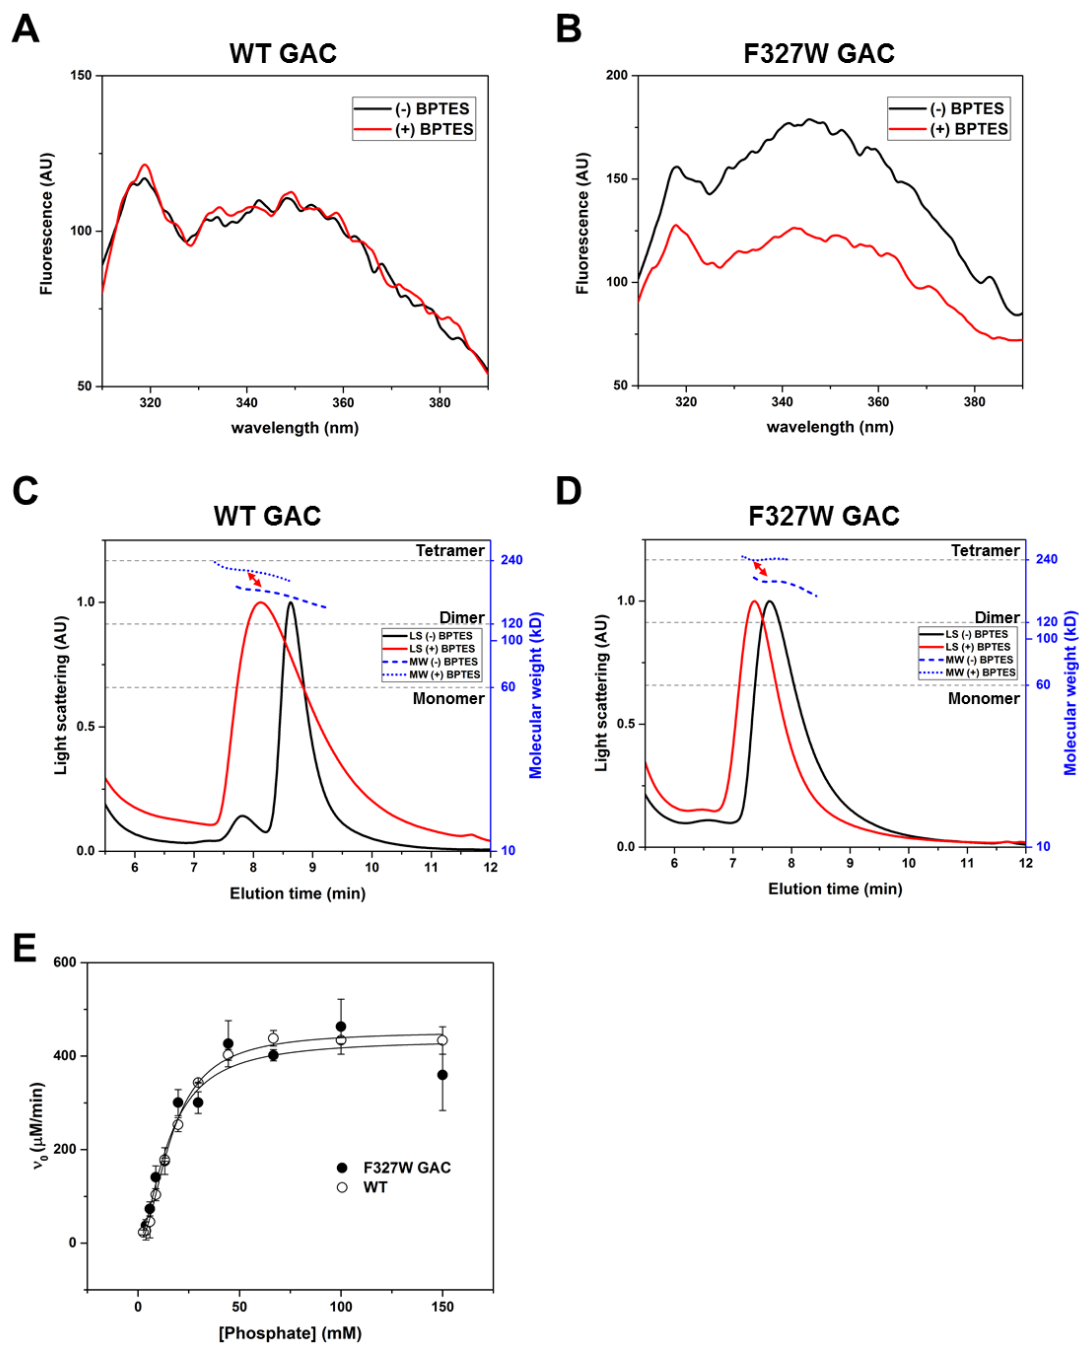 A
WT GAC
150
100
50
Fluorescence (AU)
(-) BPTES
(+) BPTES
320
340
360
380
wavelength (nm)
B
F327W GAC
200
150
100
50
Fluorescence (AU)
(-) BPTES
(+) BPTES
320
340
360
380
wavelength (nm)
C
WT GAC
Tetramer
Dimer
Monomer
1.0
0.5
0.0
Light scattering (AU)
LS (-) BPTES
LS (+) BPTES
MW (-) BPTES
MW (+) BPTES
240
120
100
60
10
Molecular weight (kD)
6
7
8
9
10
11
12
Elution time (min)
D
F327W GAC
Tetramer
Dimer
Monomer
1.0
0.5
0.0
Light scattering (AU)
LS (-) BPTES
LS (+) BPTES
MW (-) BPTES
MW (+) BPTES
240
120
100
60
10
Molecular weight (kD)
6
7
8
9
10
11
12
Elution time (min)
E
600
400
200
0
ν0 (μM/min)
F327W GAC
WT
0
50
100
150
[Phosphate] (mM)